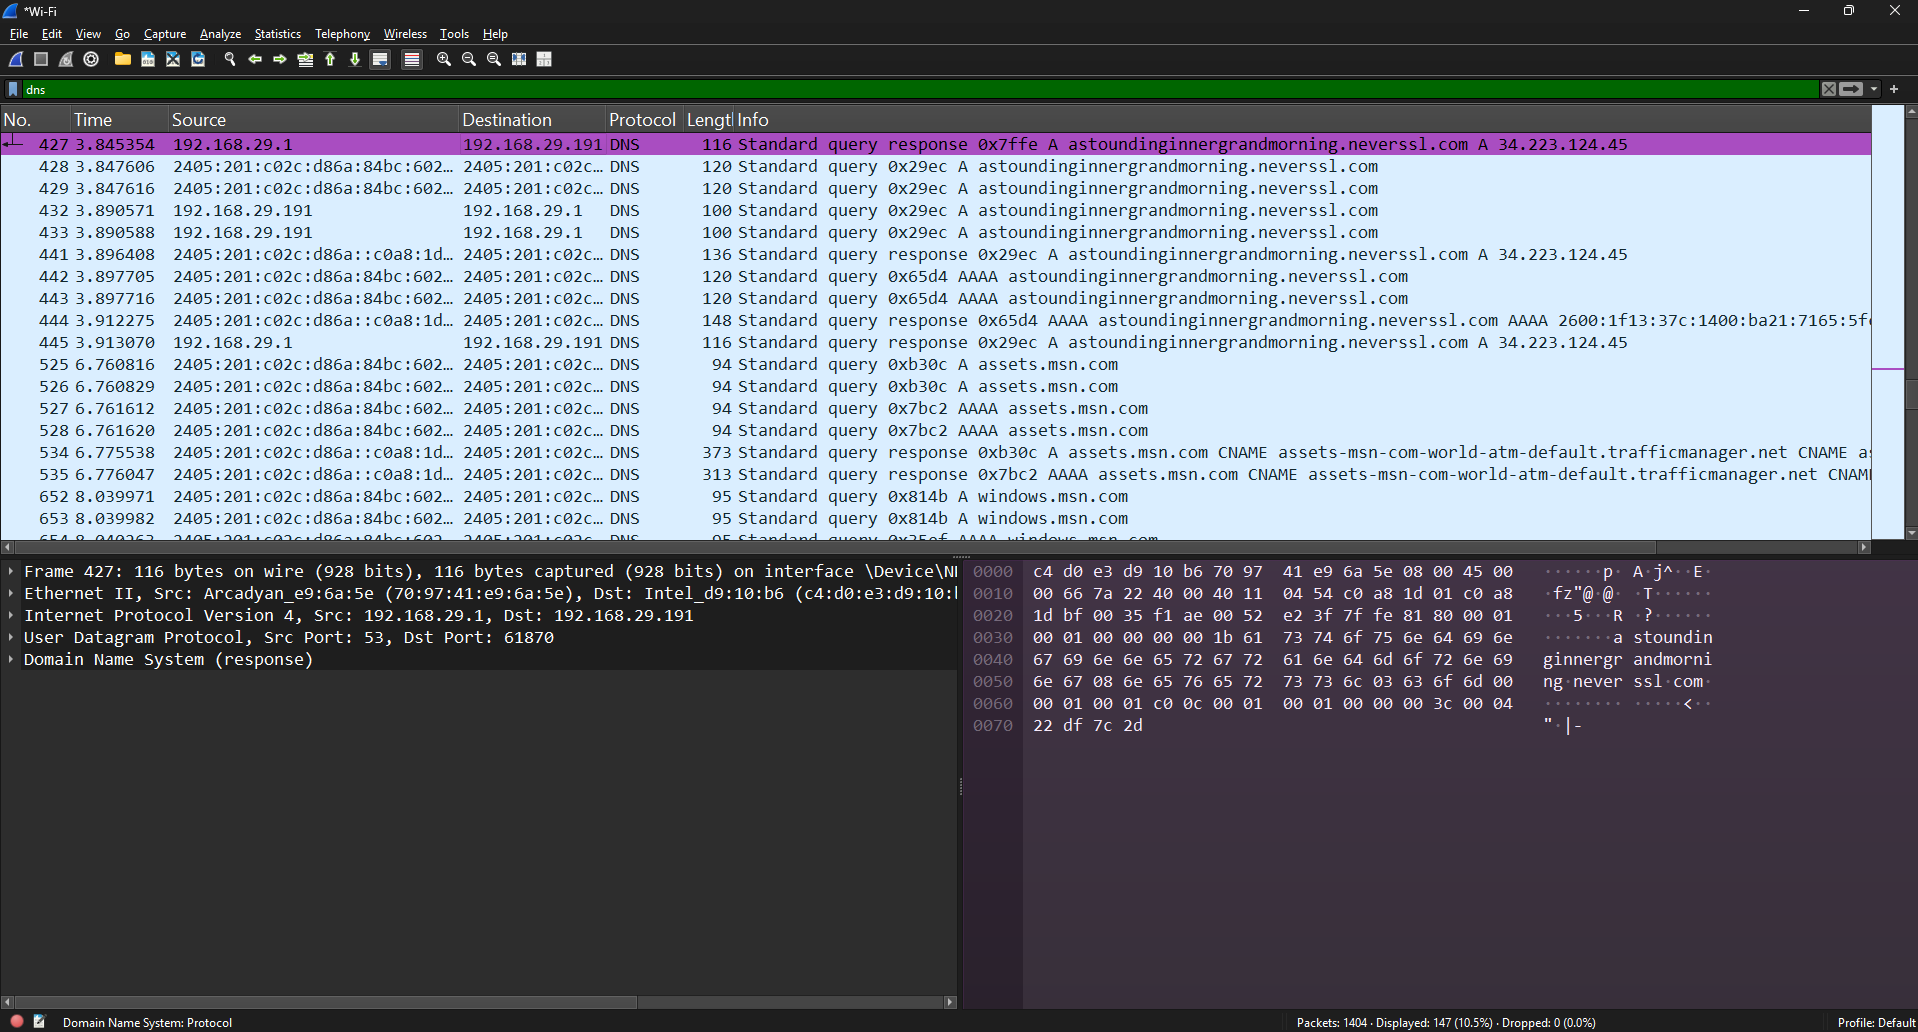 *Wi-Fi
File Edit View Go Capture Analyze Statistics Telephony Wireless Tools Help
dns
No. Time Source Destination Protocol Lengt Info
427 3.845354 192.168.29.1 192.168.29.191 DNS 116 Standard query response 0x7ffe A astoundinginnergrandmorning.neverssl.com A 34.223.124.45
428 3.847606 2405:201:c02c:d86a:84bc:602… 2405:201:c02c… DNS 120 Standard query 0x29ec A astoundinginnergrandmorning.neverssl.com
429 3.847616 2405:201:c02c:d86a:84bc:602… 2405:201:c02c… DNS 120 Standard query 0x29ec A astoundinginnergrandmorning.neverssl.com
432 3.890571 192.168.29.191 192.168.29.1 DNS 100 Standard query 0x29ec A astoundinginnergrandmorning.neverssl.com
433 3.890588 192.168.29.191 192.168.29.1 DNS 100 Standard query 0x29ec A astoundinginnergrandmorning.neverssl.com
441 3.896408 2405:201:c02c:d86a::c0a8:1d… 2405:201:c02c… DNS 136 Standard query response 0x29ec A astoundinginnergrandmorning.neverssl.com A 34.223.124.45
442 3.897705 2405:201:c02c:d86a:84bc:602… 2405:201:c02c… DNS 120 Standard query 0x65d4 AAAA astoundinginnergrandmorning.neverssl.com
443 3.897716 2405:201:c02c:d86a:84bc:602… 2405:201:c02c… DNS 120 Standard query 0x65d4 AAAA astoundinginnergrandmorning.neverssl.com
444 3.912275 2405:201:c02c:d86a::c0a8:1d… 2405:201:c02c… DNS 148 Standard query response 0x65d4 AAAA astoundinginnergrandmorning.neverssl.com AAAA 2600:1f13:37c:1400:ba21:7165:5f
445 3.913070 192.168.29.1 192.168.29.191 DNS 116 Standard query response 0x29ec A astoundinginnergrandmorning.neverssl.com A 34.223.124.45
525 6.760816 2405:201:c02c:d86a:84bc:602… 2405:201:c02c… DNS 94 Standard query 0xb30c A assets.msn.com
526 6.760829 2405:201:c02c:d86a:84bc:602… 2405:201:c02c… DNS 94 Standard query 0xb30c A assets.msn.com
527 6.761612 2405:201:c02c:d86a:84bc:602… 2405:201:c02c… DNS 94 Standard query 0x7bc2 AAAA assets.msn.com
528 6.761620 2405:201:c02c:d86a:84bc:602… 2405:201:c02c… DNS 94 Standard query 0x7bc2 AAAA assets.msn.com
534 6.775538 2405:201:c02c:d86a::c0a8:1d… 2405:201:c02c… DNS 373 Standard query response 0xb30c A assets.msn.com CNAME assets-msn-com-world-atm-default.trafficmanager.net CNAME a
535 6.776047 2405:201:c02c:d86a::c0a8:1d… 2405:201:c02c… DNS 313 Standard query response 0x7bc2 AAAA assets.msn.com CNAME assets-msn-com-world-atm-default.trafficmanager.net CNAM
652 8.039971 2405:201:c02c:d86a:84bc:602… 2405:201:c02c… DNS 95 Standard query 0x814b A windows.msn.com
653 8.039982 2405:201:c02c:d86a:84bc:602… 2405:201:c02c… DNS 95 Standard query 0x814b A windows.msn.com
Frame 427: 116 bytes on wire (928 bits), 116 bytes captured (928 bits) on interface \Device\N
Ethernet II, Src: Arcadyan_e9:6a:5e (70:97:41:e9:6a:5e), Dst: Intel_d9:10:b6 (c4:d0:e3:d9:10:
Internet Protocol Version 4, Src: 192.168.29.1, Dst: 192.168.29.191
User Datagram Protocol, Src Port: 53, Dst Port: 61870
Domain Name System (response)
0000 c4 d0 e3 d9 10 b6 70 97 41 e9 6a 5e 08 00 45 00 ······p· A·j^··E·
0010 00 66 7a 22 40 00 40 11 04 54 c0 a8 1d 01 c0 a8 ·fz"@·@· ·T······
0020 1d bf 00 35 f1 ae 00 52 e2 3f 7f fe 81 80 00 01 ···5···R ·?······
0030 00 01 00 00 00 00 1b 61 73 74 6f 75 6e 64 69 6e ·······a stoundin
0040 67 69 6e 6e 65 72 67 72 61 6e 64 6d 6f 72 6e 69 ginnergr andmorni
0050 6e 67 08 6e 65 76 65 72 73 73 6c 03 63 6f 6d 00 ng·never ssl·com·
0060 00 01 00 01 c0 0c 00 01 00 01 00 00 00 3c 00 04 ········ ·····<··
0070 22 df 7c 2d "·|-
Domain Name System: Protocol
Packets: 1404 · Displayed: 147 (10.5%) · Dropped: 0 (0.0%)
Profile: Default